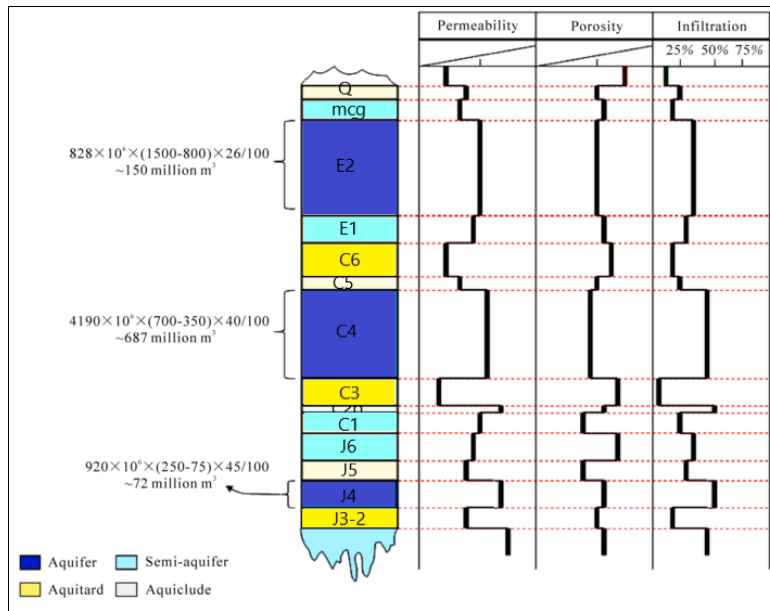 Permeability Porosity Infiltration
25% 50% 75%
Q
mcg
828×10⁶×(1500-800)×26/100
~150 million m³
E2
E1
C6
C5
4190×10⁶×(700-350)×40/100
~687 million m³
C4
C3
C2b
C1
J6
920×10⁶×(250-75)×45/100
~72 million m³
J5
J4
J3-2
Aquifer Semi-aquifer
Aquitard Aquiclude